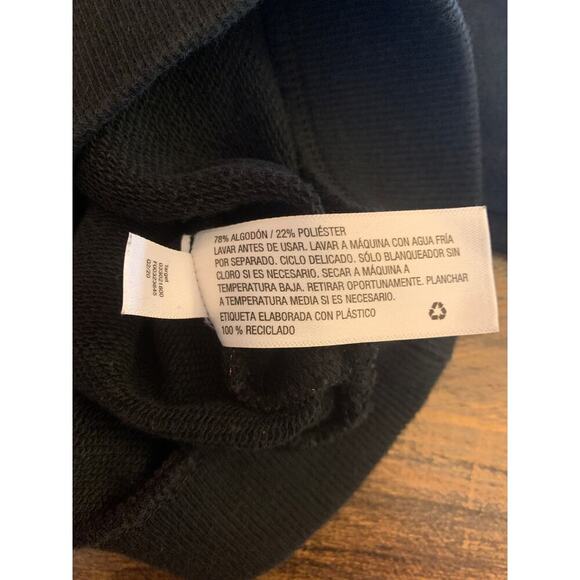 78% ALGODÓN / 22% POLIÉSTER
LAVAR ANTES DE USAR. LAVAR A MÁQUINA CON AGUA FRÍA
POR SEPARADO. CICLO DELICADO. SÓLO BLANQUEADOR SIN
CLORO SI ES NECESARIO. SECAR A MÁQUINA A
TEMPERATURA BAJA. RETIRAR OPORTUNAMENTE. PLANCHAR
A TEMPERATURA MEDIA SI ES NECESARIO.
ETIQUETA ELABORADA CON PLÁSTICO
100 % RECICLADO
Target